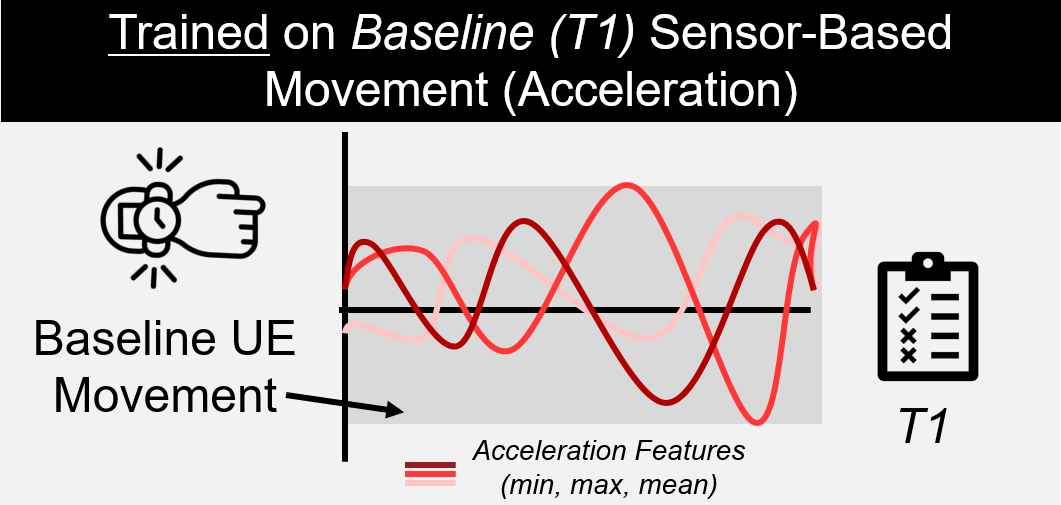 Trained on Baseline (T1) Sensor-Based
Movement (Acceleration)
Baseline UE
Movement
T1
Acceleration Features
(min, max, mean)